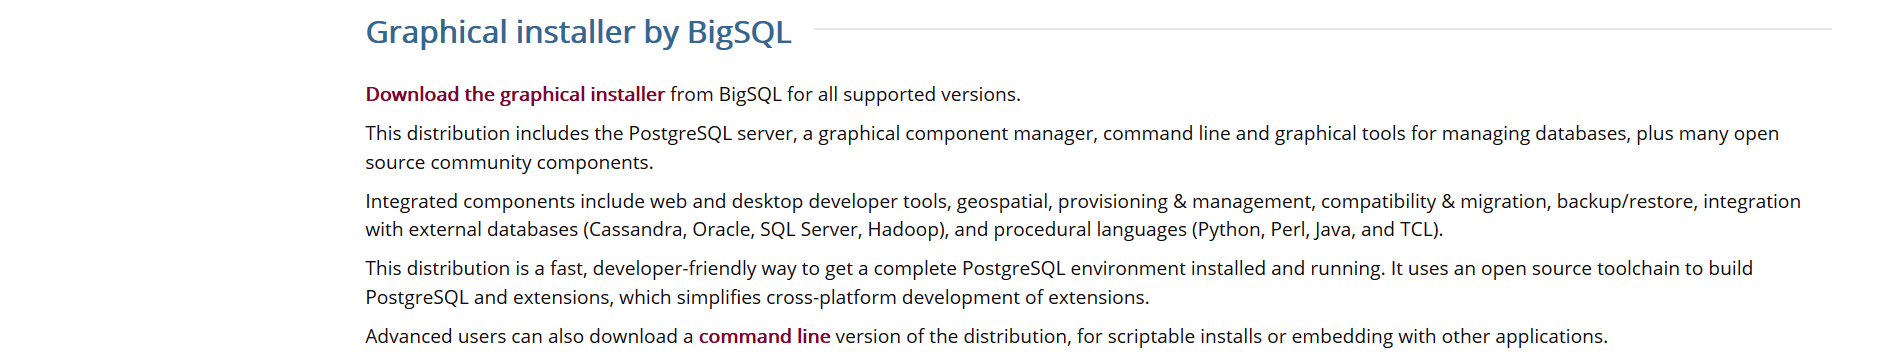 Graphical installer by BigSQL
Download the graphical installer from BigSQL for all supported versions.
This distribution includes the PostgreSQL server, a graphical component manager, command line and graphical tools for managing databases, plus many open
source community components.
Integrated components include web and desktop developer tools, geospatial, provisioning & management, compatibility & migration, backup/restore, integration
with external databases (Cassandra, Oracle, SQL Server, Hadoop), and procedural languages (Python, Perl, Java, and TCL).
This distribution is a fast, developer-friendly way to get a complete PostgreSQL environment installed and running. It uses an open source toolchain to build
PostgreSQL and extensions, which simplifies cross-platform development of extensions.
Advanced users can also download a command line version of the distribution, for scriptable installs or embedding with other applications.